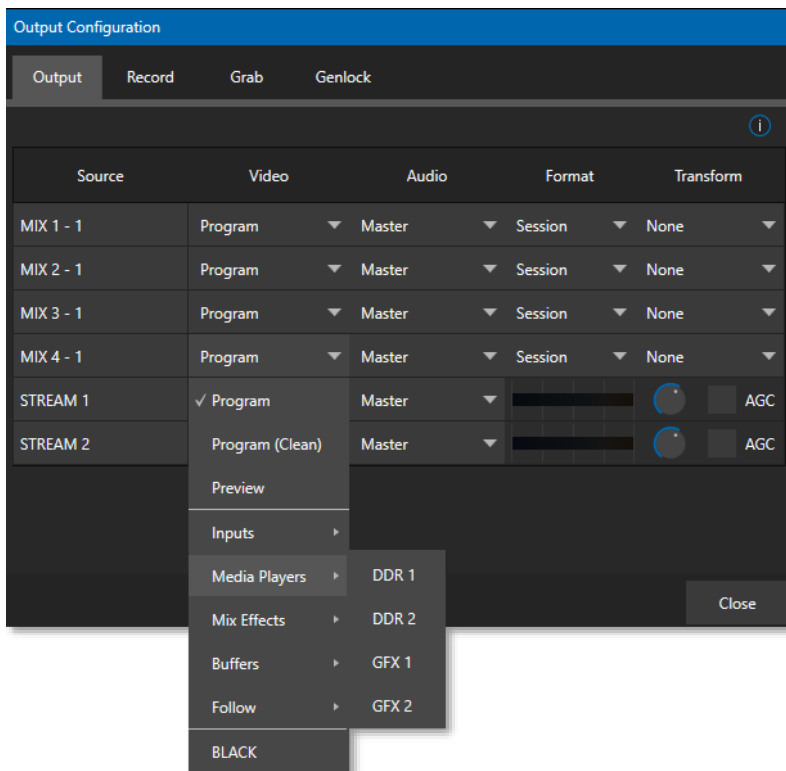 Output Configuration
Output Record Grab Genlock
i
Source Video Audio Format Transform
MIX 1 - 1 Program Master Session None
MIX 2 - 1 Program Master Session None
MIX 3 - 1 Program Master Session None
MIX 4 - 1 Program Master Session None
STREAM 1 ✓ Program Master AGC
STREAM 2 Program (Clean) Master AGC
Preview
Inputs
Media Players DDR 1
Close
Mix Effects DDR 2
Buffers GFX 1
Follow GFX 2
BLACK